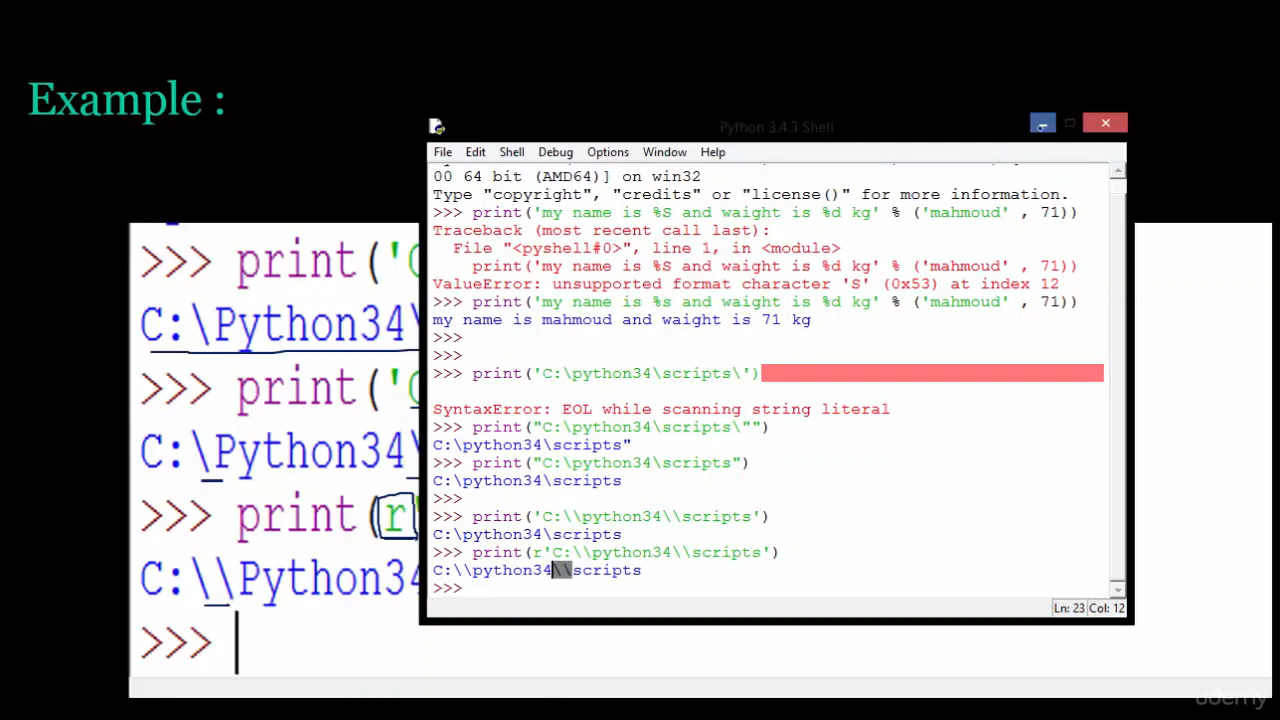 Example :
>>> print('C
C:\Python34\
>>> print('C
C:\Python34\
>>> print(r'
C:\\Python34
>>>
Python 3.4.3 Shell
File Edit Shell Debug Options Window Help
00 64 bit (AMD64)] on win32
Type "copyright", "credits" or "license()" for more information.
>>> print('my name is %S and waight is %d kg' % ('mahmoud' , 71))
Traceback (most recent call last):
  File "<pyshell#0>", line 1, in <module>
    print('my name is %S and waight is %d kg' % ('mahmoud' , 71))
ValueError: unsupported format character 'S' (0x53) at index 12
>>> print('my name is %s and waight is %d kg' % ('mahmoud' , 71))
my name is mahmoud and waight is 71 kg
>>>
>>>
>>> print('C:\python34\scripts\')
SyntaxError: EOL while scanning string literal
>>> print("C:\python34\scripts\"")
C:\python34\scripts"
>>> print("C:\python34\scripts")
C:\python34\scripts
>>>
>>> print('C:\\python34\\scripts')
C:\python34\scripts
>>> print(r'C:\\python34\\scripts')
C:\\python34\\scripts
>>>
Ln: 23 Col: 12
udemy